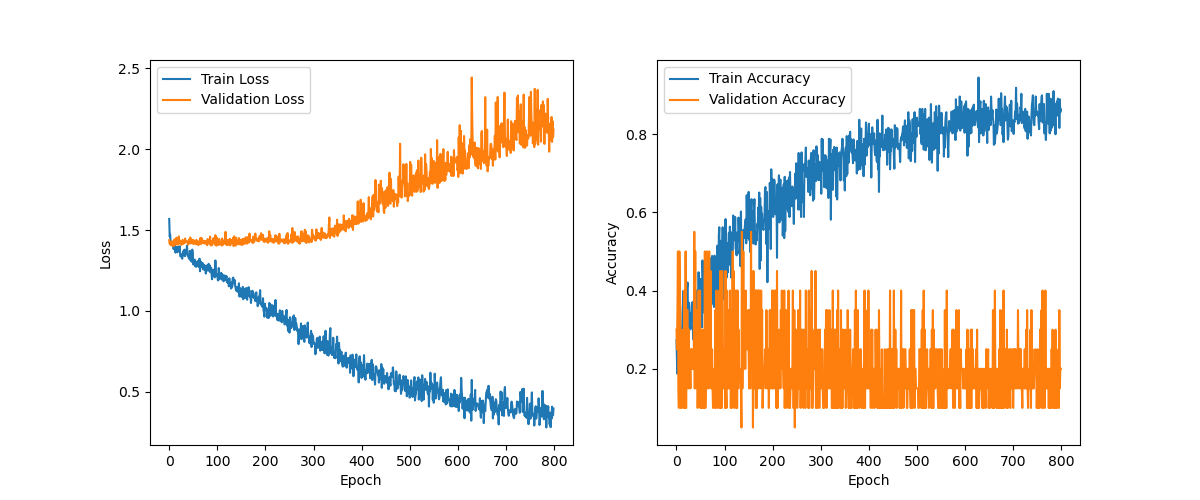 2.5
2.0
1.5
1.0
0.5
Loss
Train Loss
Validation Loss
0 100 200 300 400 500 600 700 800
Epoch
0.8
0.6
0.4
0.2
Accuracy
Train Accuracy
Validation Accuracy
0 100 200 300 400 500 600 700 800
Epoch